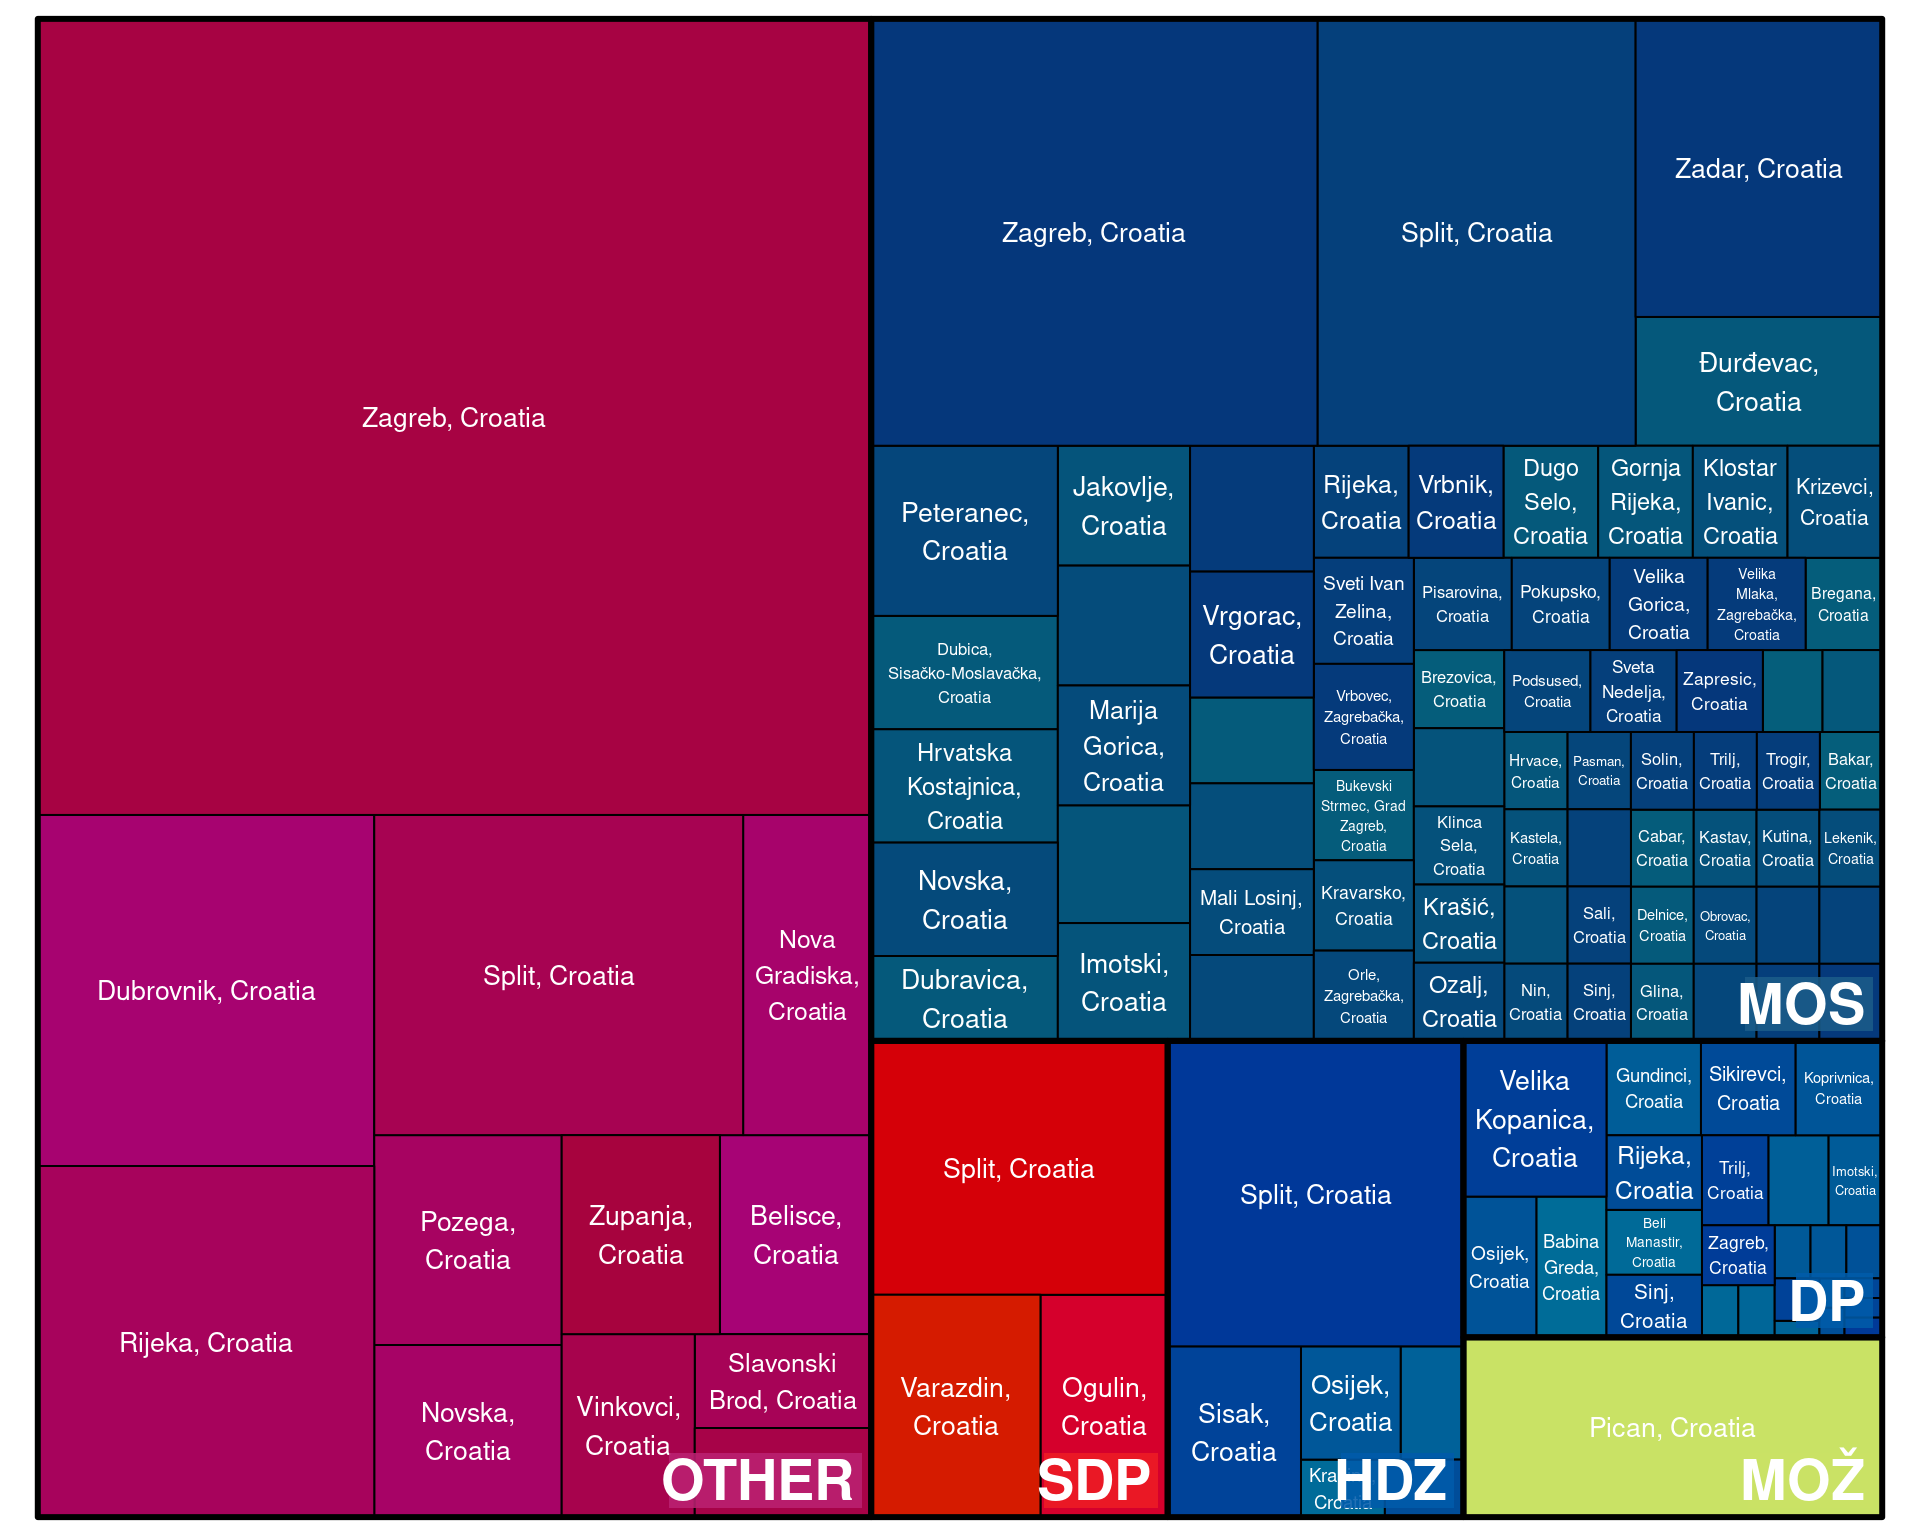 Zagreb, Croatia
Dubrovnik, Croatia
Split, Croatia
Nova
Gradiska,
Croatia
Rijeka, Croatia
Pozega,
Croatia
Zupanja,
Croatia
Belisce,
Croatia
Novska,
Croatia
Vinkovci,
Croatia
Slavonski
Brod, Croatia
OTHER
Zagreb, Croatia
Split, Croatia
Zadar, Croatia
Đurđevac,
Croatia
Peteranec,
Croatia
Dubica,
Sisačko-Moslavačka,
Croatia
Hrvatska
Kostajnica,
Croatia
Novska,
Croatia
Dubravica,
Croatia
Jakovlje,
Croatia
Marija
Gorica,
Croatia
Imotski,
Croatia
Vrgorac,
Croatia
Mali Losinj,
Croatia
Rijeka,
Croatia
Vrbnik,
Croatia
Dugo
Selo,
Croatia
Gornja
Rijeka,
Croatia
Klostar
Ivanic,
Croatia
Krizevci,
Croatia
Sveti Ivan
Zelina,
Croatia
Vrbovec,
Zagrebačka,
Croatia
Bukevski
Strmec, Grad
Zagreb,
Croatia
Kravarsko,
Croatia
Orle,
Zagrebačka,
Croatia
Pisarovina,
Croatia
Pokupsko,
Croatia
Velika
Gorica,
Croatia
Velika
Mlaka,
Zagrebačka,
Croatia
Bregana,
Croatia
Brezovica,
Croatia
Klinca
Sela,
Croatia
Krašić,
Croatia
Ozalj,
Croatia
Podsused,
Croatia
Sveta
Nedelja,
Croatia
Zapresic,
Croatia
Hrvace,
Croatia
Pasman,
Croatia
Solin,
Croatia
Trilj,
Croatia
Trogir,
Croatia
Bakar,
Croatia
Kastela,
Croatia
Cabar,
Croatia
Kastav,
Croatia
Kutina,
Croatia
Lekenik,
Croatia
Sali,
Croatia
Delnice,
Croatia
Obrovac,
Croatia
Nin,
Croatia
Sinj,
Croatia
Glina,
Croatia
MOS
Split, Croatia
Varazdin,
Croatia
Ogulin,
Croatia
SDP
Split, Croatia
Sisak,
Croatia
Osijek,
Croatia
Croatia
HDZ
Velika
Kopanica,
Croatia
Osijek,
Croatia
Babina
Greda,
Croatia
Gundinci,
Croatia
Sikirevci,
Croatia
Koprivnica,
Croatia
Rijeka,
Croatia
Beli
Manastir,
Croatia
Sinj,
Croatia
Trilj,
Croatia
Imotski,
Croatia
Zagreb,
Croatia
DP
Pican, Croatia
MOŽ